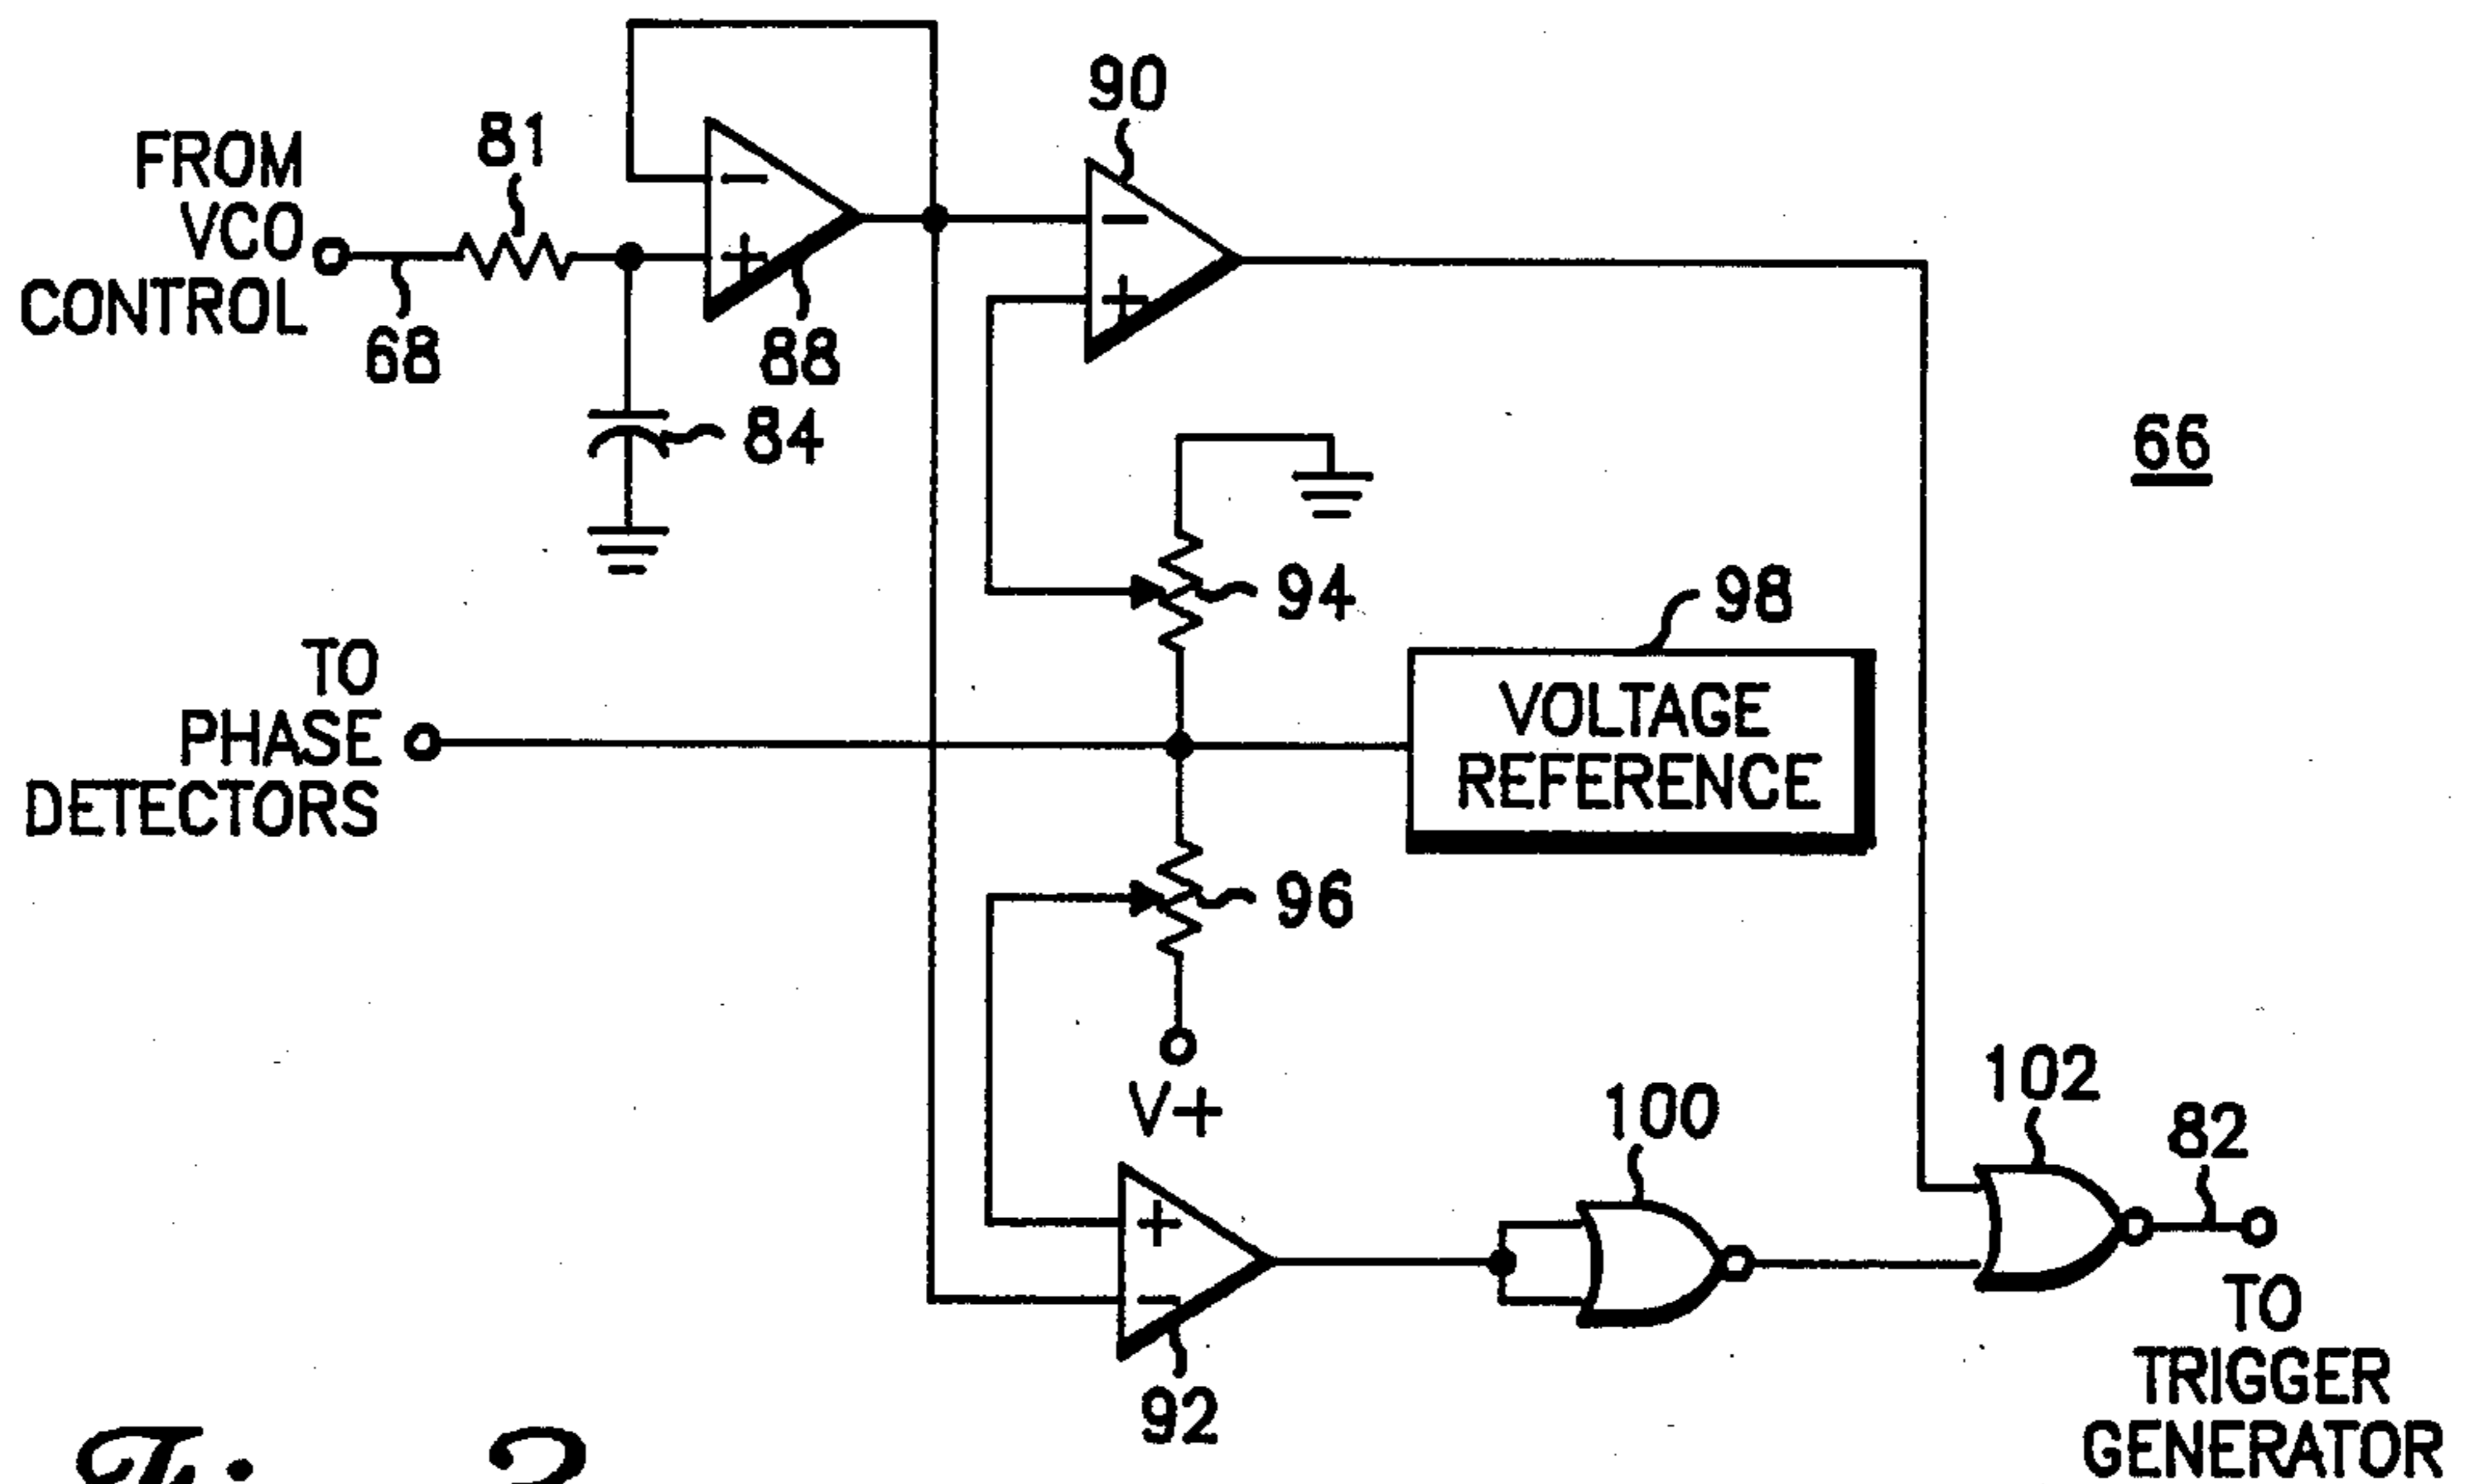 FROM
VCO
CONTROL
68
81
88
84
90
66
94
98
VOLTAGE
REFERENCE
TO
PHASE
DETECTORS
96
V+
92
100
102
82
TO
TRIGGER
GENERATOR